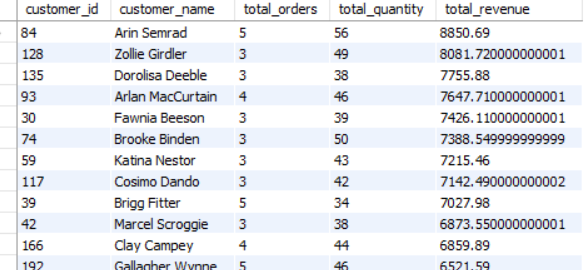 customer_id customer_name total_orders total_quantity total_revenue
84 Arin Semrad 5 56 8850.69
128 Zollie Girdler 3 49 8081.720000000001
135 Dorolisa Deeble 3 38 7755.88
93 Arlan MacCurtain 4 46 7647.710000000001
30 Fawnia Beeson 3 39 7426.110000000001
74 Brooke Binden 3 50 7388.549999999999
59 Katina Nestor 3 43 7215.46
117 Cosimo Dando 3 42 7142.490000000002
39 Brigg Fitter 5 34 7027.98
42 Marcel Scroggie 3 38 6873.550000000001
166 Clay Campey 4 44 6859.89
192 Gallagher Wynne 5 46 6521.59